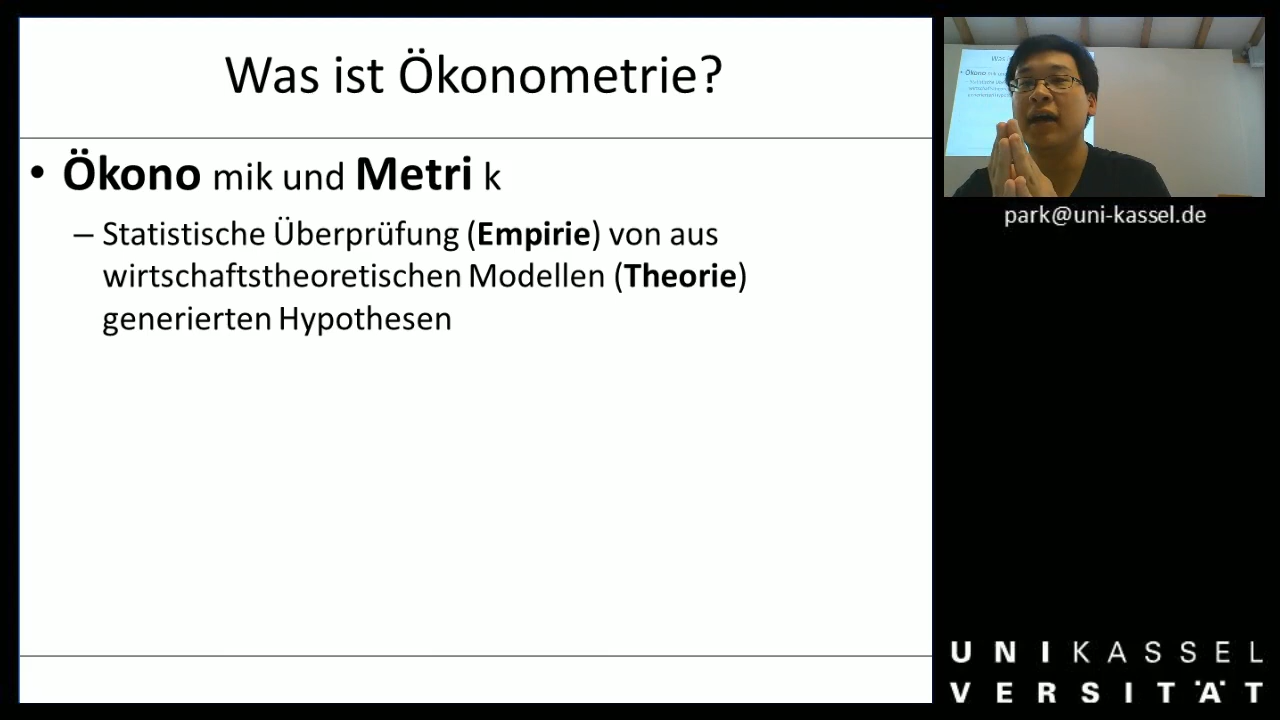 Was ist Ökonometrie?
• Ökono mik und Metri k
– Statistische Überprüfung (Empirie) von aus
wirtschaftstheoretischen Modellen (Theorie)
generierten Hypothesen
park@uni-kassel.de
UNIKASSEL
VERSITÄT